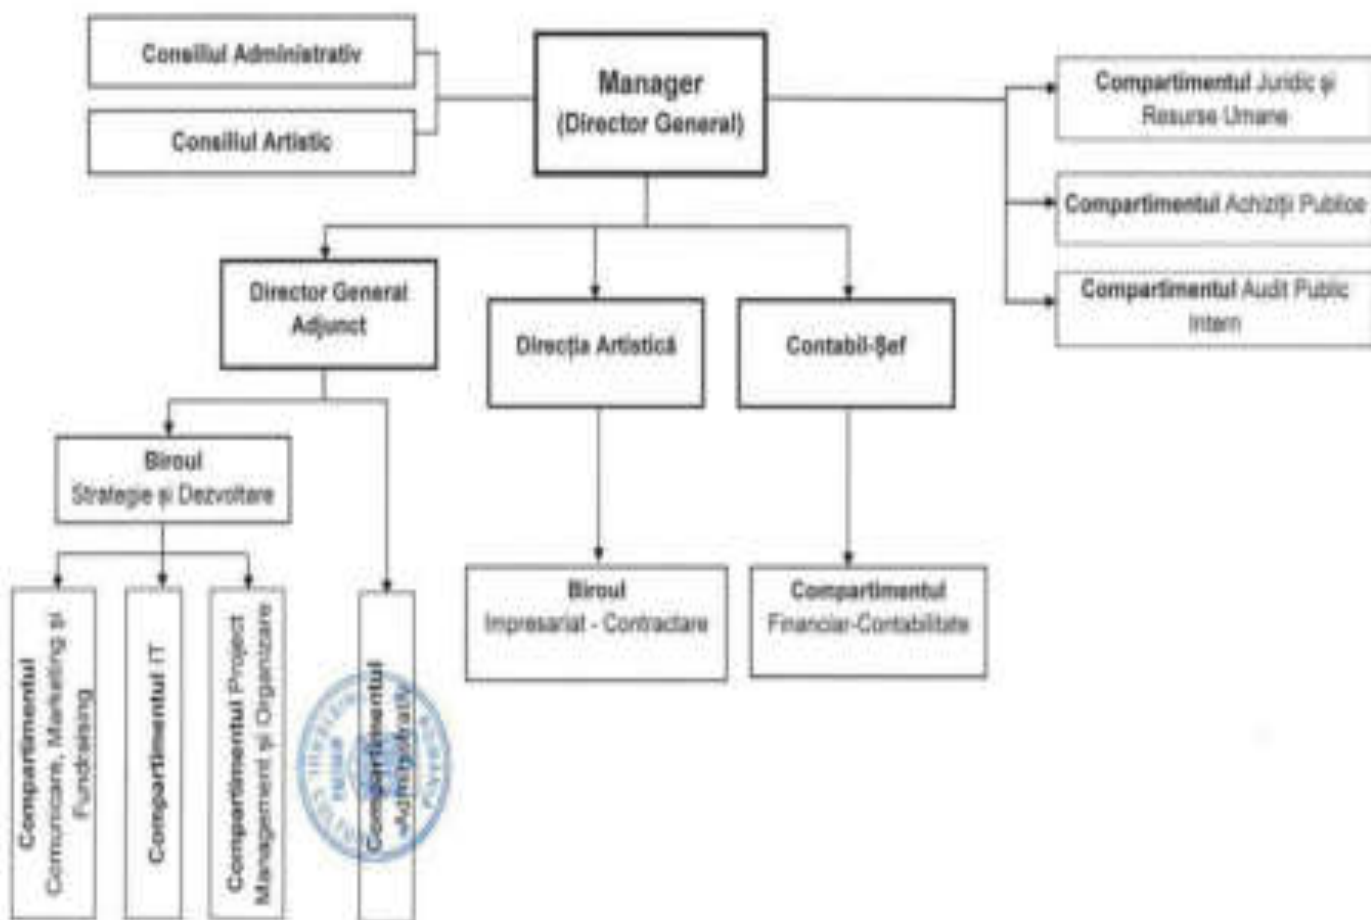 Consiliul Administrativ
Consiliul Artistic
Manager
(Director General)
Compartimentul Juridic și
Resurse Umane
Compartimentul Achiziții Publice
Compartimentul Audit Public
Intern
Director General
Adjunct
Direcția Artistică
Contabil-Șef
Biroul
Strategie și Dezvoltare
Biroul
Impresariat - Contractare
Compartimentul
Financiar-Contabilitate
Compartimentul
Comunicare, Marketing și
Fundraising
Compartimentul IT
Compartimentul Project
Management și Organizare
Compartimentul
Administrativ